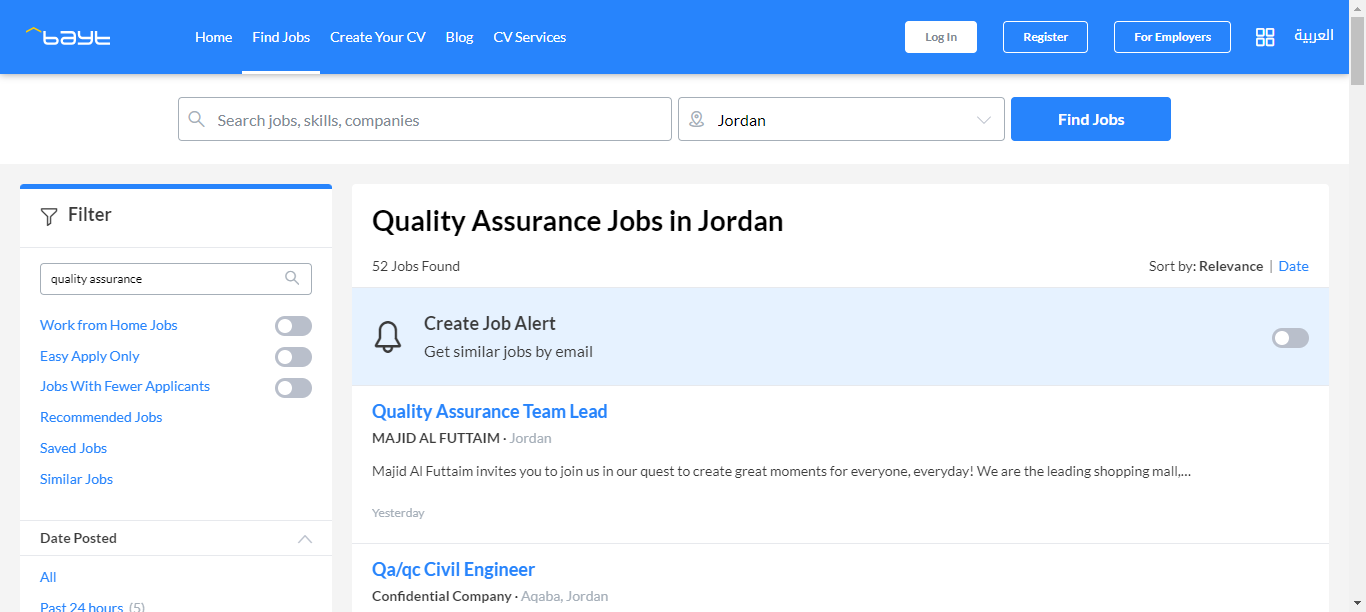 bayt
Home Find Jobs Create Your CV Blog CV Services
Log In Register For Employers العربية
Search jobs, skills, companies Jordan Find Jobs
Filter
quality assurance
Work from Home Jobs
Easy Apply Only
Jobs With Fewer Applicants
Recommended Jobs
Saved Jobs
Similar Jobs
Date Posted
All
Past 24 hours (5)
Quality Assurance Jobs in Jordan
52 Jobs Found Sort by: Relevance | Date
Create Job Alert
Get similar jobs by email
Quality Assurance Team Lead
MAJID AL FUTTAIM · Jordan
Majid Al Futtaim invites you to join us in our quest to create great moments for everyone, everyday! We are the leading shopping mall,...
Yesterday
Qa/qc Civil Engineer
Confidential Company · Aqaba, Jordan